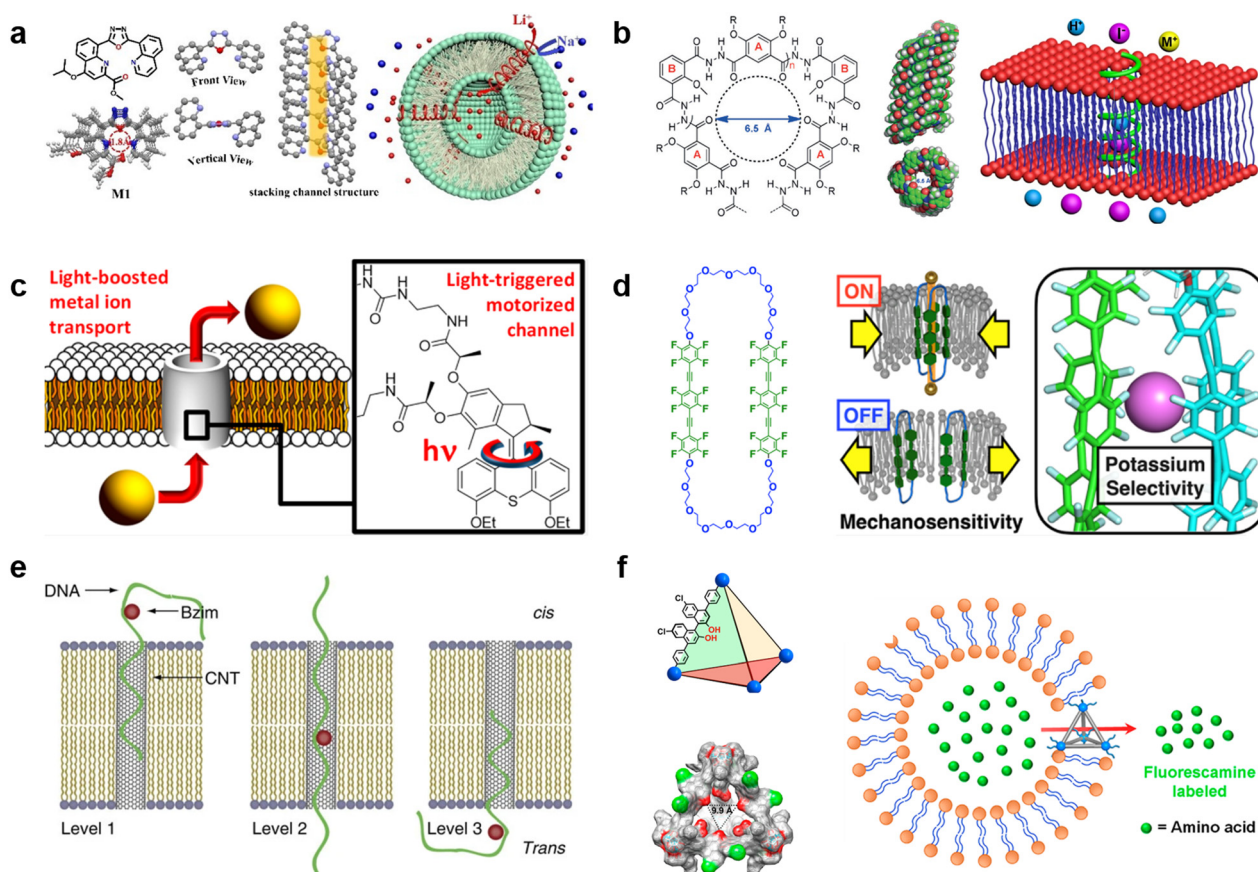 a
N-N
O
N
N
O
O
O
1.8Å
M1
Front View
Vertical View
stacking channel structure
Li⁺
Na⁺
b
R
R
O
O
A
n
B
B
6.5 Å
A
A
H⁺
I⁻
M⁺
c
Light-boosted
metal ion
transport
Light-triggered
motorized
channel
hν
S
OEt
OEt
d
ON
OFF
Mechanosensitivity
Potassium
Selectivity
e
DNA
Bzim
cis
CNT
Level 1
Level 2
Level 3
Trans
f
Cl
Cl
OH
OH
9.9 Å
Fluorescamine
labeled
= Amino acid